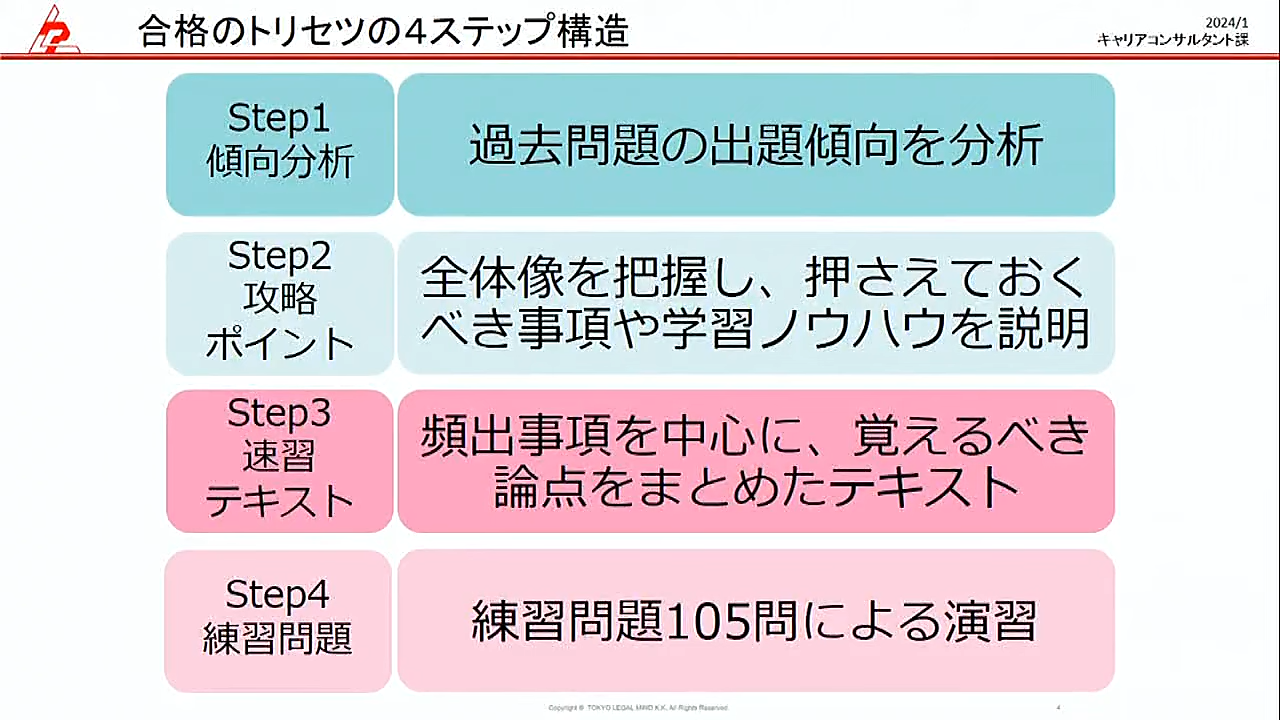 合格のトリセツの4ステップ構造
2024/1
キャリアコンサルタント課
Step1
傾向分析
過去問題の出題傾向を分析
Step2
攻略
ポイント
全体像を把握し、押さえておく
べき事項や学習ノウハウを説明
Step3
速習
テキスト
頻出事項を中心に、覚えるべき
論点をまとめたテキスト
Step4
練習問題
練習問題105問による演習
Copyright © TOKYO LEGAL MIND K.K. All Rights Reserved.
4